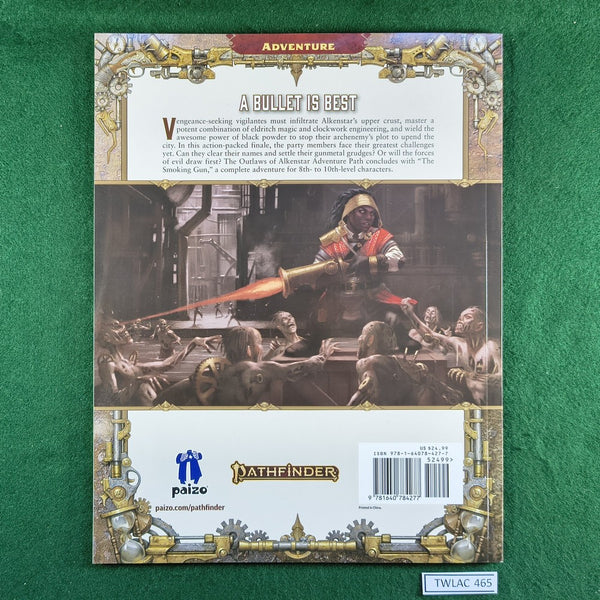 ADVENTURE
A BULLET IS BEST
Vengeance-seeking vigilantes must infiltrate Alkenstar's upper crust, master a
potent combination of eldritch magic and clockwork engineering, and wield the
awesome power of black powder to stop their archenemy's plot to upend the
city. In this action-packed finale, the party members face their greatest challenges
yet. Can they clear their names and settle their gunmetal grudges? Or will the forces
of evil draw first? The Outlaws of Alkenstar Adventure Path concludes with "The
Smoking Gun," a complete adventure for 8th- to 10th-level characters.
US $24.99
ISBN 978-1-64078-427-7
52499>
9 781640 784277
Printed in China.
paizo
PATHFINDER
paizo.com/pathfinder
TWLAC 465